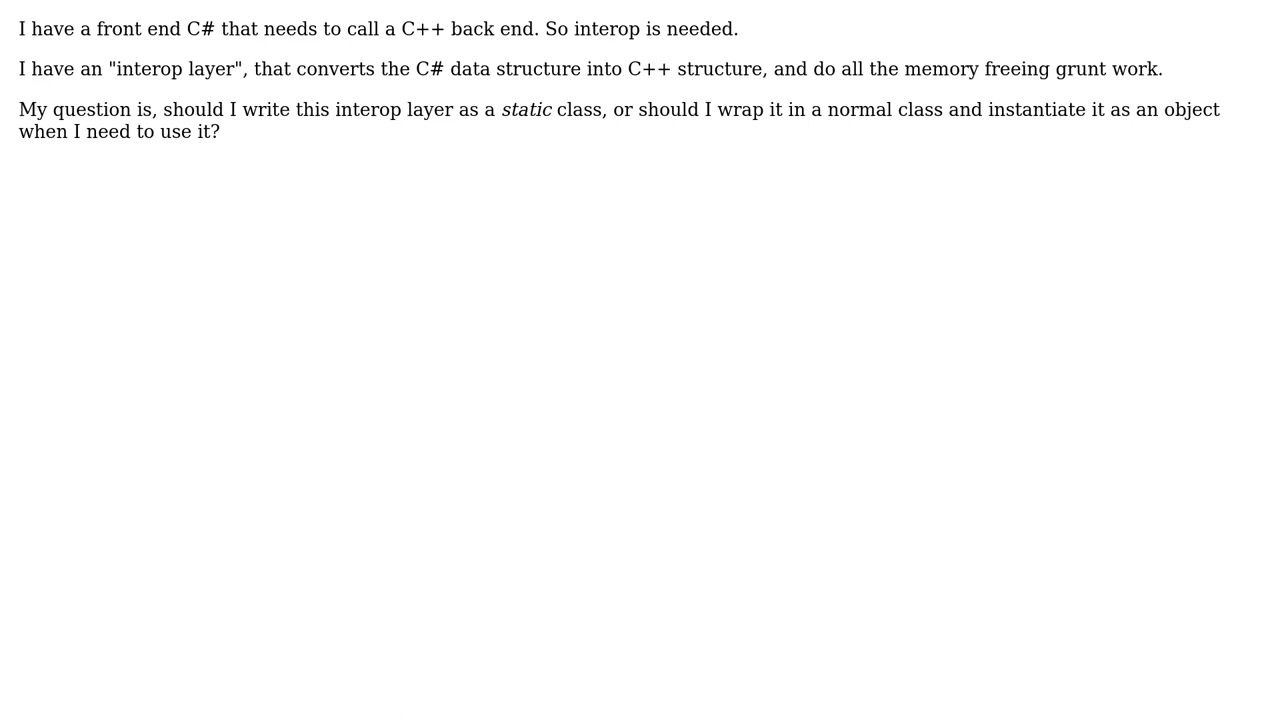 I have a front end C# that needs to call a C++ back end. So interop is needed.
I have an "interop layer", that converts the C# data structure into C++ structure, and do all the memory freeing grunt work.
My question is, should I write this interop layer as a static class, or should I wrap it in a normal class and instantiate it as an object
when I need to use it?